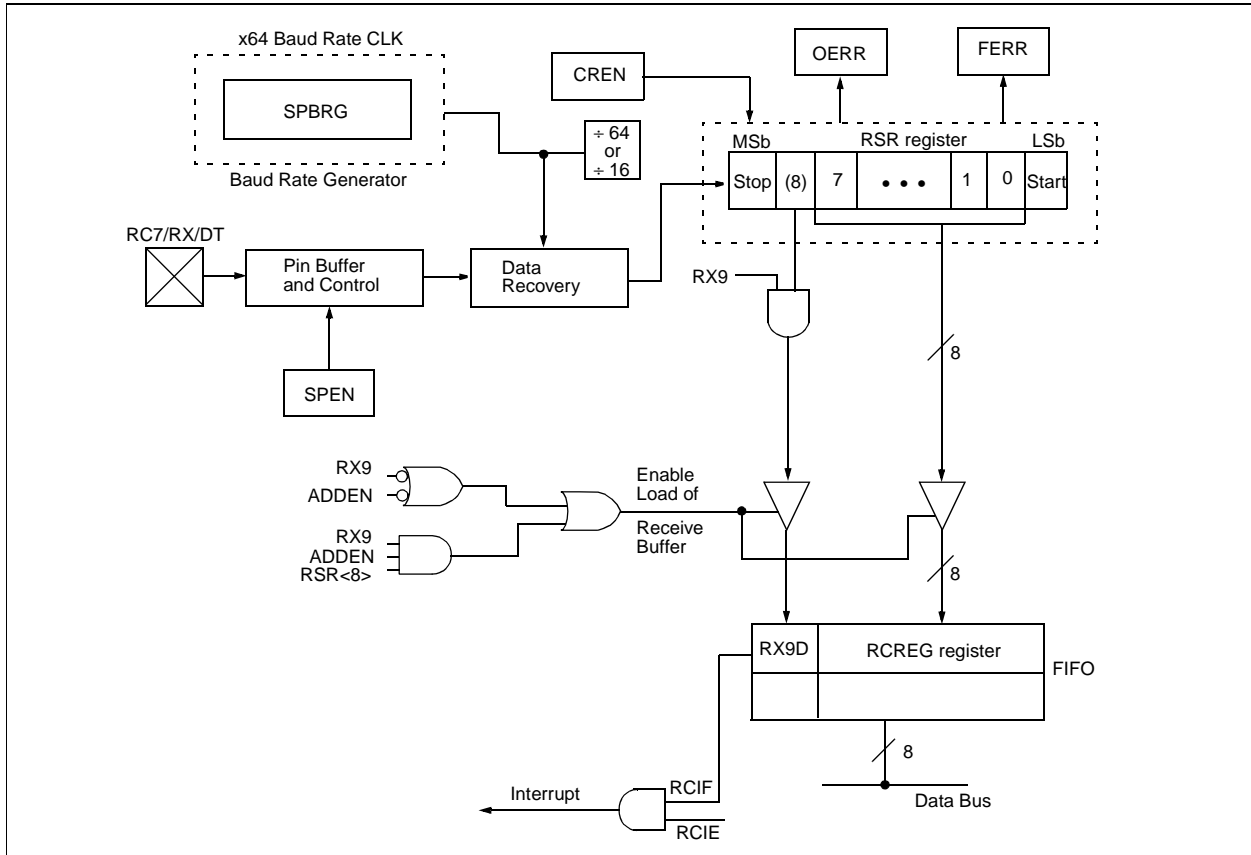 x64 Baud Rate CLK
SPBRG
Baud Rate Generator
CREN
OERR
FERR
÷ 64
or
÷ 16
MSb
RSR register
LSb
Stop
(8)
7
• • •
1
0
Start
RC7/RX/DT
Pin Buffer
and Control
Data
Recovery
RX9
8
SPEN
RX9
ADDEN
RX9
ADDEN
RSR<8>
Enable
Load of
Receive
Buffer
8
RX9D
RCREG register
FIFO
8
Data Bus
Interrupt
RCIF
RCIE